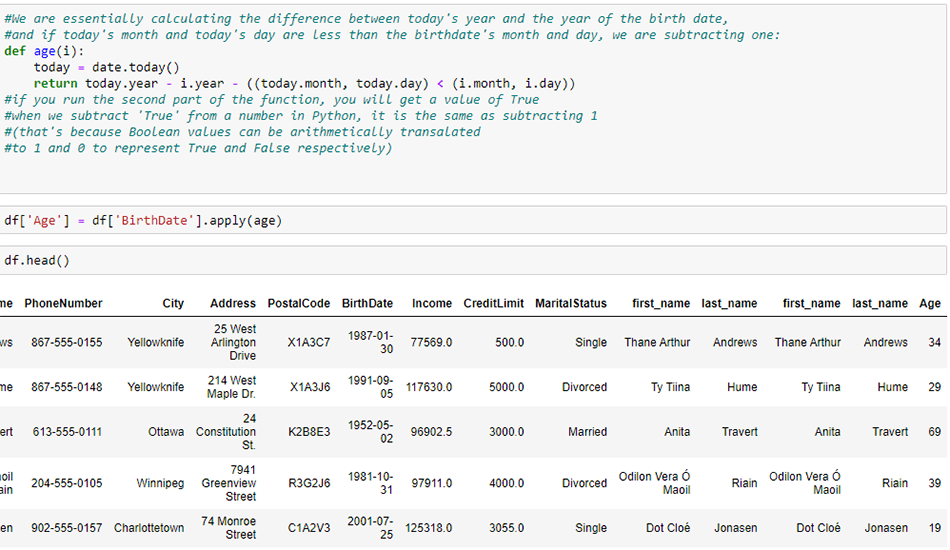 #We are essentially calculating the difference between today's year and the year of the birth date,
#and if today's month and today's day are less than the birthdate's month and day, we are subtracting one:
def age(i):
    today = date.today()
    return today.year - i.year - ((today.month, today.day) < (i.month, i.day))
#if you run the second part of the function, you will get a value of True
#when we subtract 'True' from a number in Python, it is the same as subtracting 1
#(that's because Boolean values can be arithmetically transalated
#to 1 and 0 to represent True and False respectively)
df['Age'] = df['BirthDate'].apply(age)
df.head()
me PhoneNumber City Address PostalCode BirthDate Income CreditLimit MaritalStatus first_name last_name first_name last_name Age
ws 867-555-0155 Yellowknife 25 West Arlington Drive X1A3C7 1987-01-30 77569.0 500.0 Single Thane Arthur Andrews Thane Arthur Andrews 34
me 867-555-0148 Yellowknife 214 West Maple Dr. X1A3J6 1991-09-05 117630.0 5000.0 Divorced Ty Tiina Hume Ty Tiina Hume 29
ert 613-555-0111 Ottawa 24 Constitution St. K2B8E3 1952-05-02 96902.5 3000.0 Married Anita Travert Anita Travert 69
oil ain 204-555-0105 Winnipeg 7941 Greenview Street R3G2J6 1981-10-31 97911.0 4000.0 Divorced Odilon Vera Ó Maoil Riain Odilon Vera Ó Maoil Riain 39
en 902-555-0157 Charlottetown 74 Monroe Street C1A2V3 2001-07-25 125318.0 3055.0 Single Dot Cloé Jonasen Dot Cloé Jonasen 19